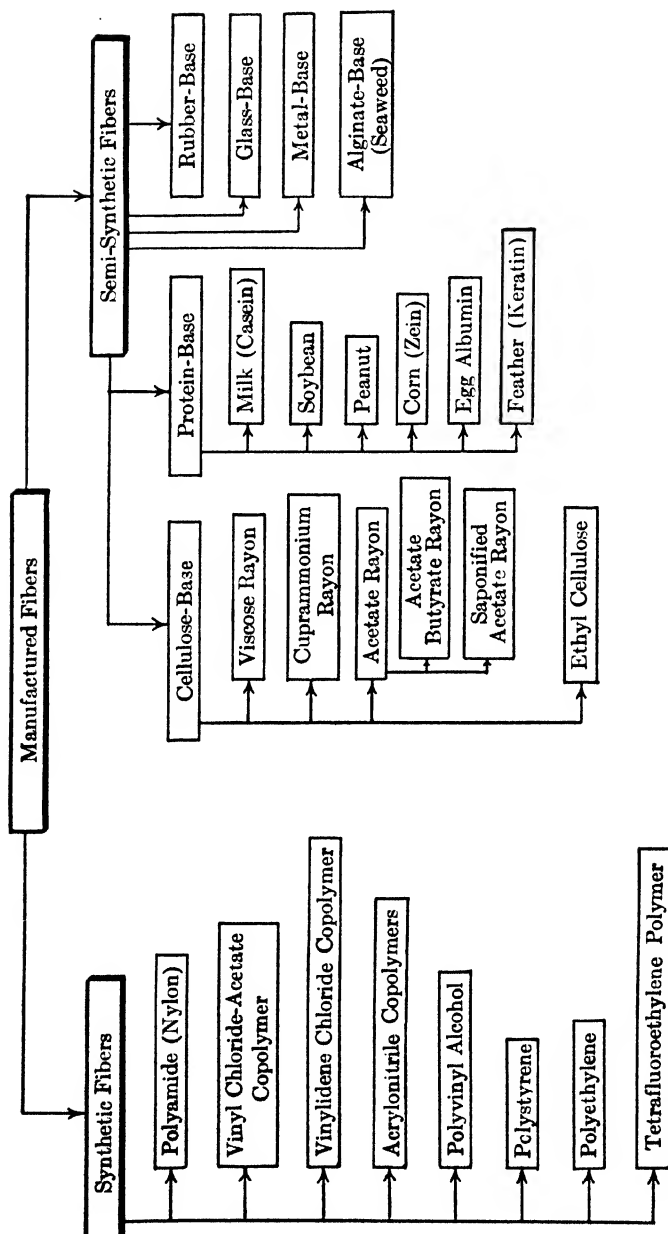 Manufactured Fibers
Synthetic Fibers
Polyamide (Nylon)
Vinyl Chloride-Acetate
Copolymer
Vinylidene Chloride Copolymer
Acrylonitrile Copolymers
Polyvinyl Alcohol
Polystyrene
Polyethylene
Tetrafluoroethylene Polymer
Semi-Synthetic Fibers
Cellulose-Base
Viscose Rayon
Cuprammonium
Rayon
Acetate Rayon
Acetate
Butyrate Rayon
Saponified
Acetate Rayon
Ethyl Cellulose
Protein-Base
Milk (Casein)
Soybean
Peanut
Corn (Zein)
Egg Albumin
Feather (Keratin)
Rubber-Base
Glass-Base
Metal-Base
Alginate-Base
(Seaweed)